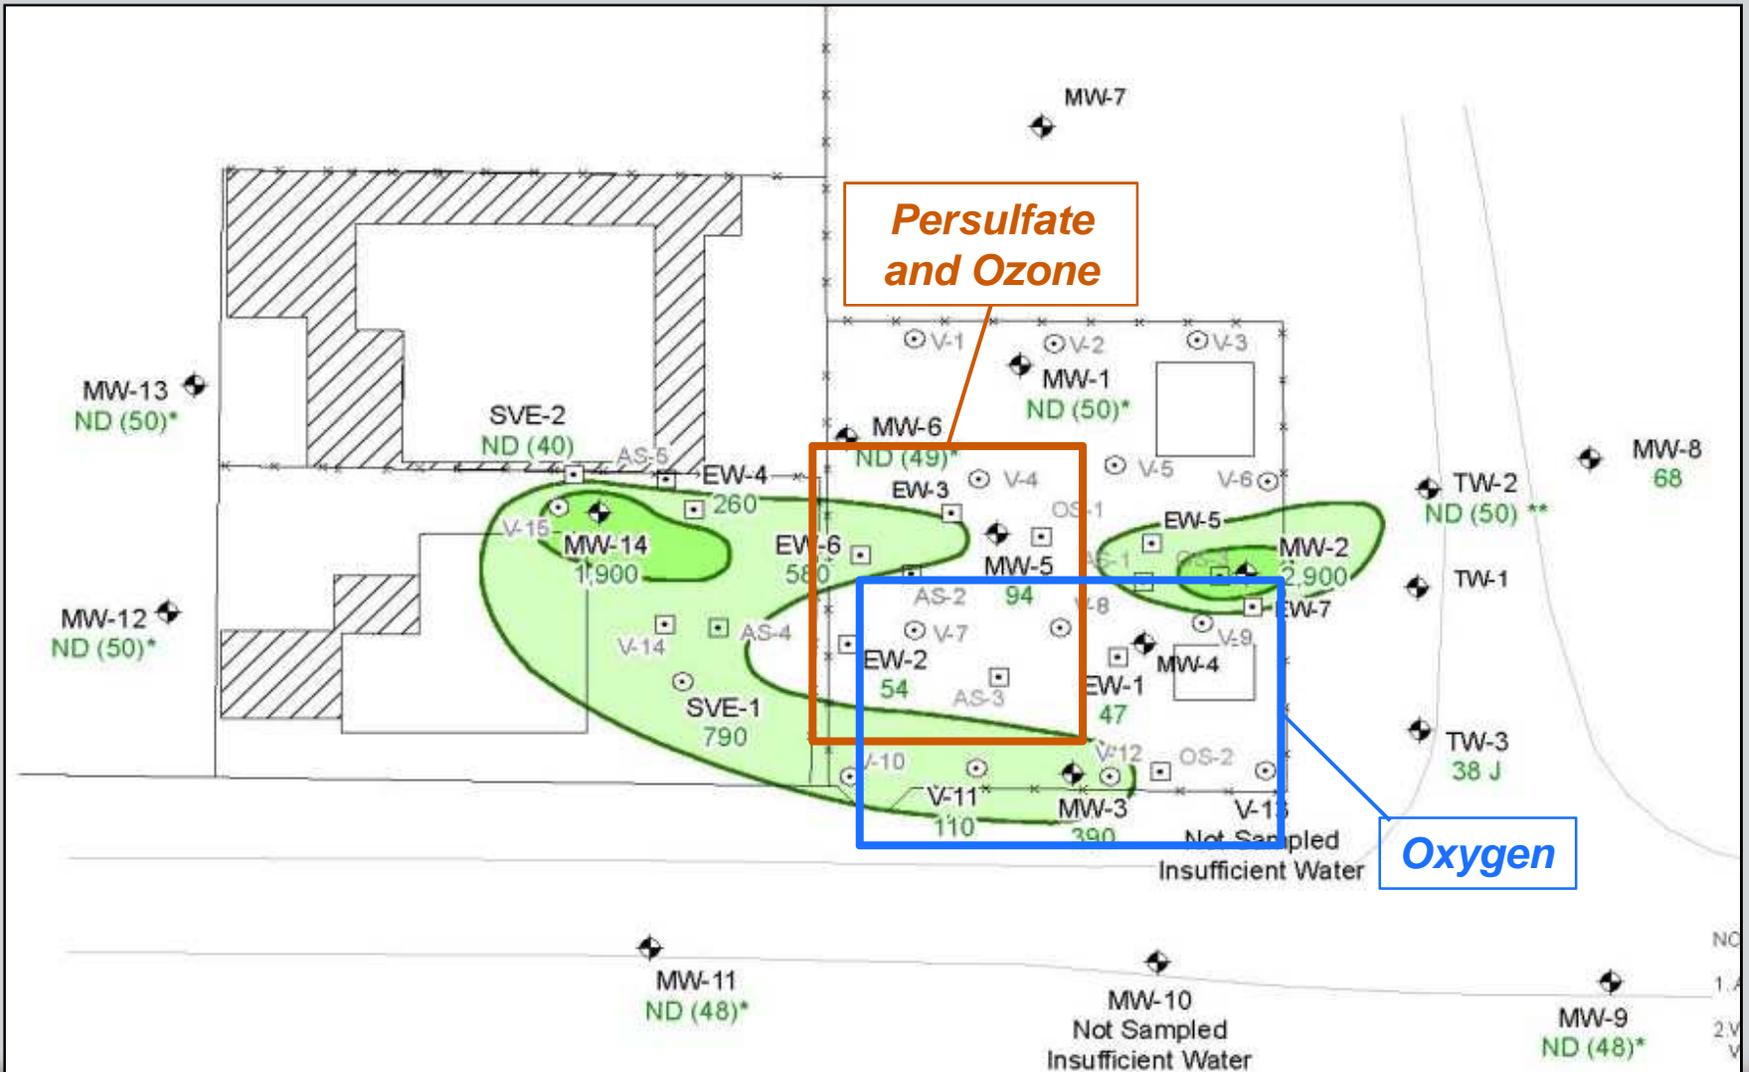 MW-7
Persulfate
and Ozone
V-1
V-2
V-3
MW-1
ND (50)*
MW-13
ND (50)*
SVE-2
ND (40)
AS-5
MW-6
ND (49)*
MW-8
68
EW-4
260
EW-3
V-4
V-5
V-6
TW-2
ND (50) **
OS-1
EW-5
V-15
MW-14
1,900
EW-6
580
MW-5
94
AS-1
OS-3
MW-2
2,900
TW-1
AS-2
V-8
EW-7
MW-12
ND (50)*
V-14
AS-4
V-7
V-9
EW-2
54
AS-3
EW-1
47
MW-4
SVE-1
790
TW-3
38 J
V-10
V-12
OS-2
V-11
110
MW-3
390
V-13
Not Sampled
Insufficient Water
Oxygen
MW-11
ND (48)*
MW-10
Not Sampled
Insufficient Water
MW-9
ND (48)*
1.
2.